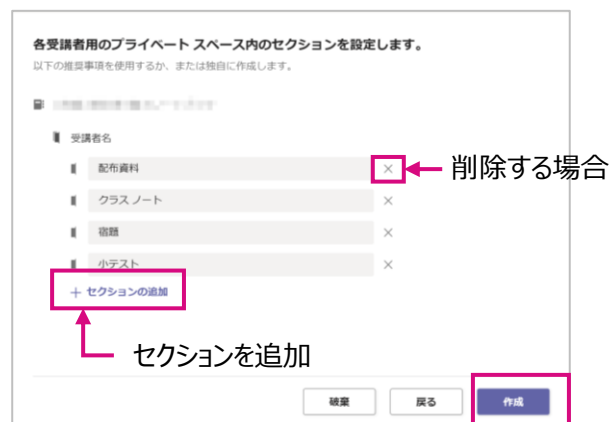 各受講者用のプライベート スペース内のセクションを設定します。
以下の推奨事項を使用するか、または独自に作成します。
受講者名
配布資料
削除する場合
クラス ノート
宿題
小テスト
+ セクションの追加
セクションを追加
破棄 戻る 作成